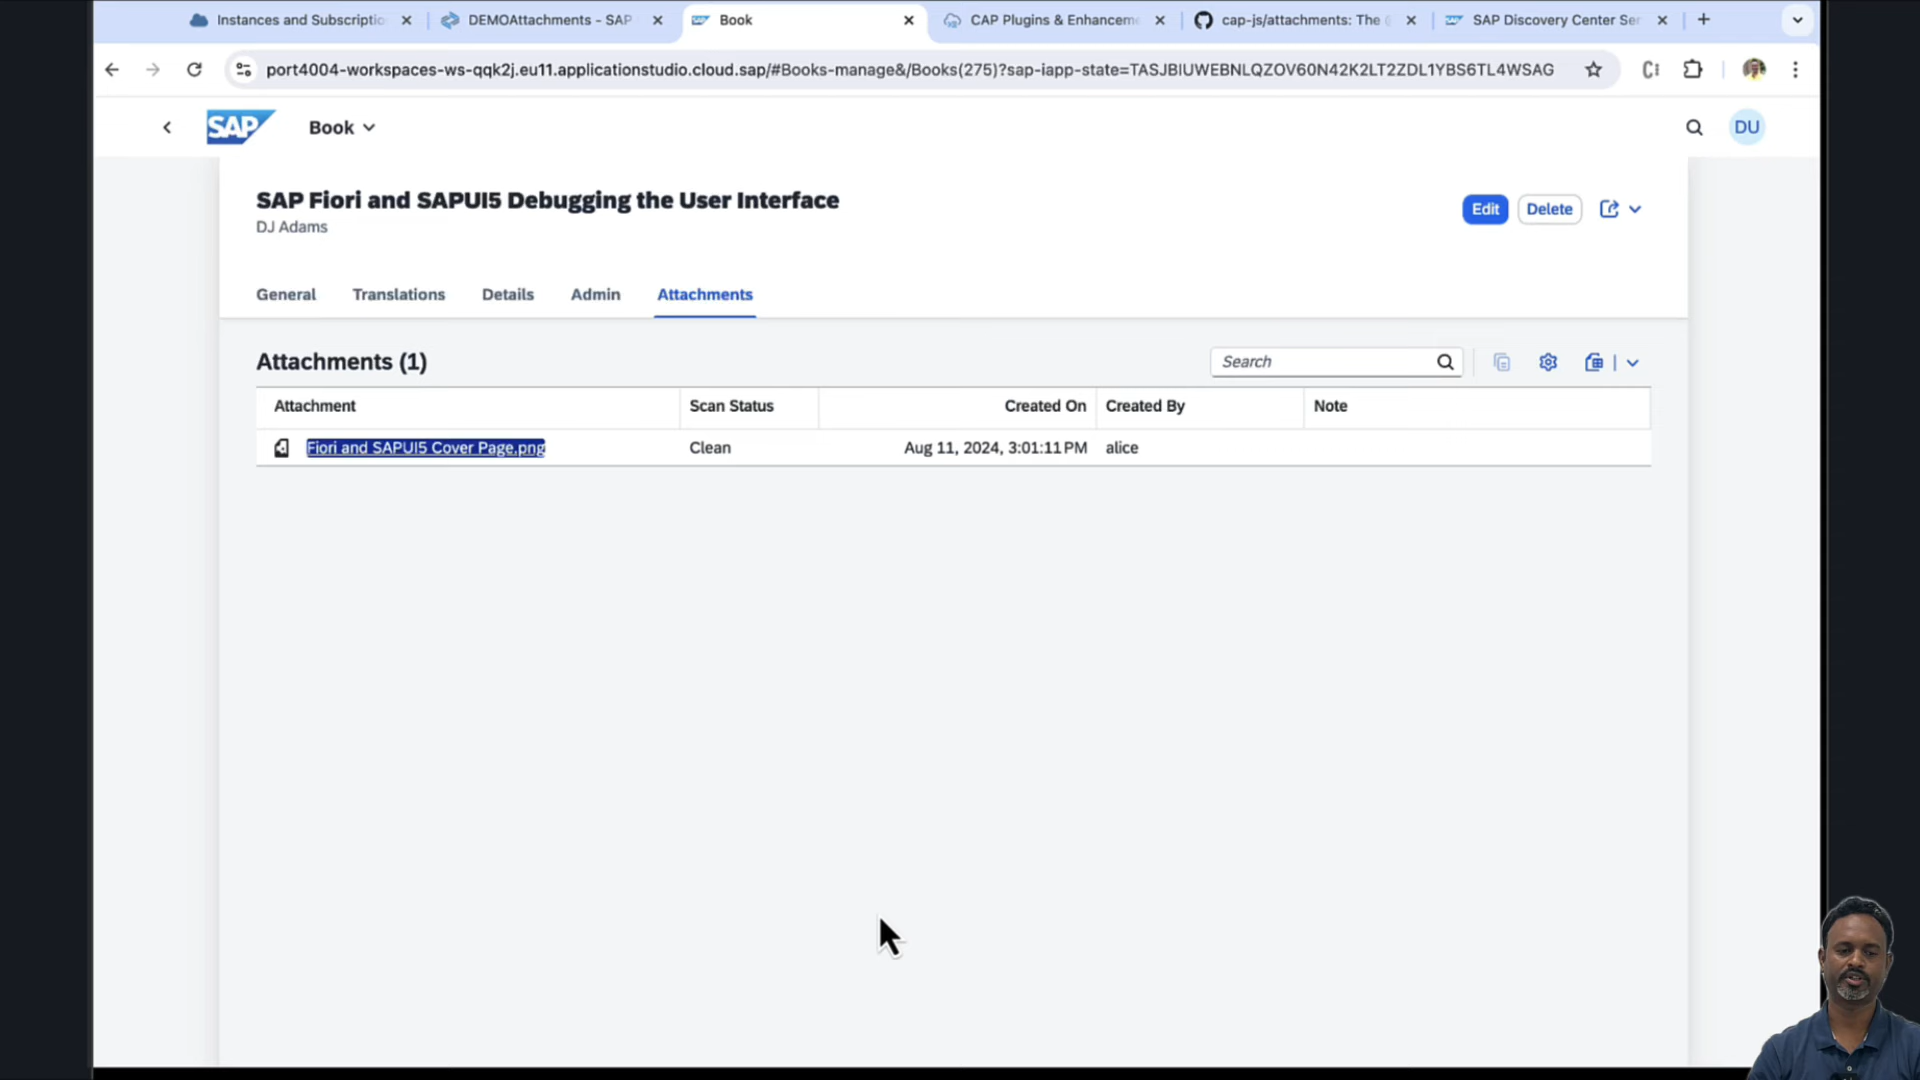 Instances and Subscriptio
DEMOAttachments - SAP
Book
CAP Plugins & Enhancem
cap-js/attachments: The
SAP Discovery Center Ser
port4004-workspaces-ws-qqk2j.eu11.applicationstudio.cloud.sap/#Books-manage&/Books(275)?sap-iapp-state=TASJBIUWEBNLQZOV60N42K2LT2ZDL1YBS6TL4WSAG
SAP
Book
DU
SAP Fiori and SAPUI5 Debugging the User Interface
DJ Adams
Edit
Delete
General Translations Details Admin Attachments
Attachments (1)
Search
Attachment Scan Status Created On Created By Note
Fiori and SAPUI5 Cover Page.png Clean Aug 11, 2024, 3:01:11 PM alice